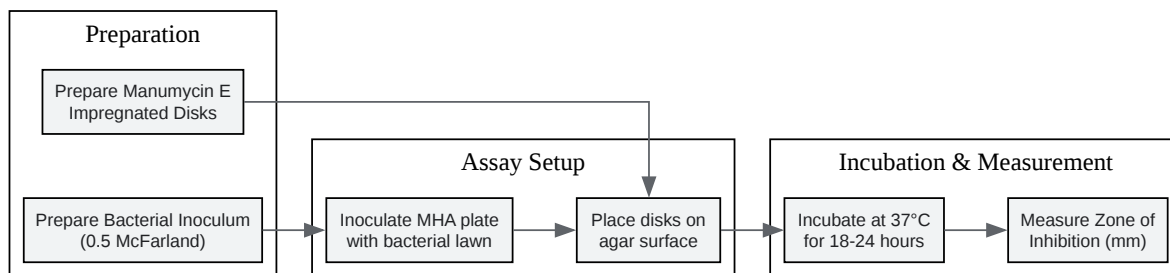 Preparation
Prepare Manumycin E
Impregnated Disks
Prepare Bacterial Inoculum
(0.5 McFarland)
Assay Setup
Inoculate MHA plate
with bacterial lawn
Place disks on
agar surface
Incubation & Measurement
Incubate at 37°C
for 18-24 hours
Measure Zone of
Inhibition (mm)